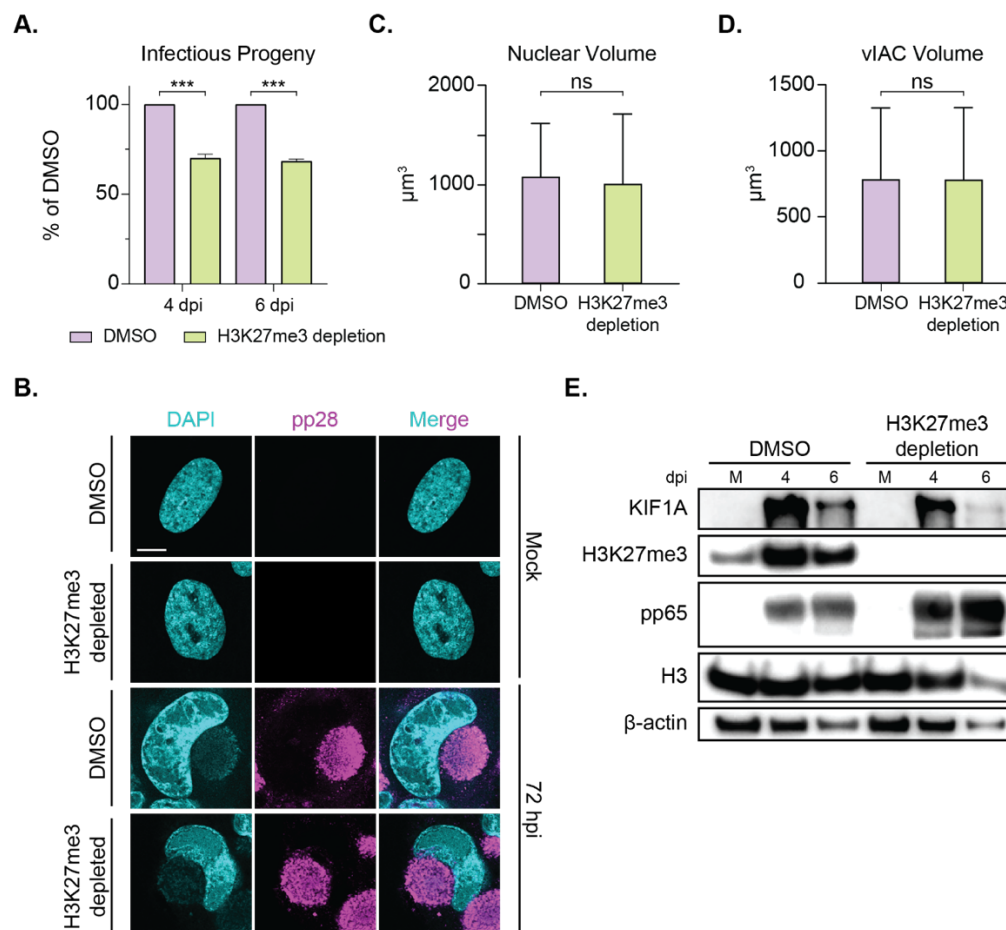 A.
Infectious Progeny
***
***
% of DMSO
100
50
0
4 dpi
6 dpi
DMSO
H3K27me3 depletion
C.
Nuclear Volume
ns
µm³
2000
1000
0
DMSO
H3K27me3
depletion
D.
vIAC Volume
ns
µm³
1500
1000
500
0
DMSO
H3K27me3
depletion
B.
DAPI
pp28
Merge
DMSO
H3K27me3
depleted
Mock
DMSO
H3K27me3
depleted
72 hpi
E.
H3K27me3
depletion
DMSO
dpi
M
4
6
M
4
6
KIF1A
H3K27me3
pp65
H3
β-actin